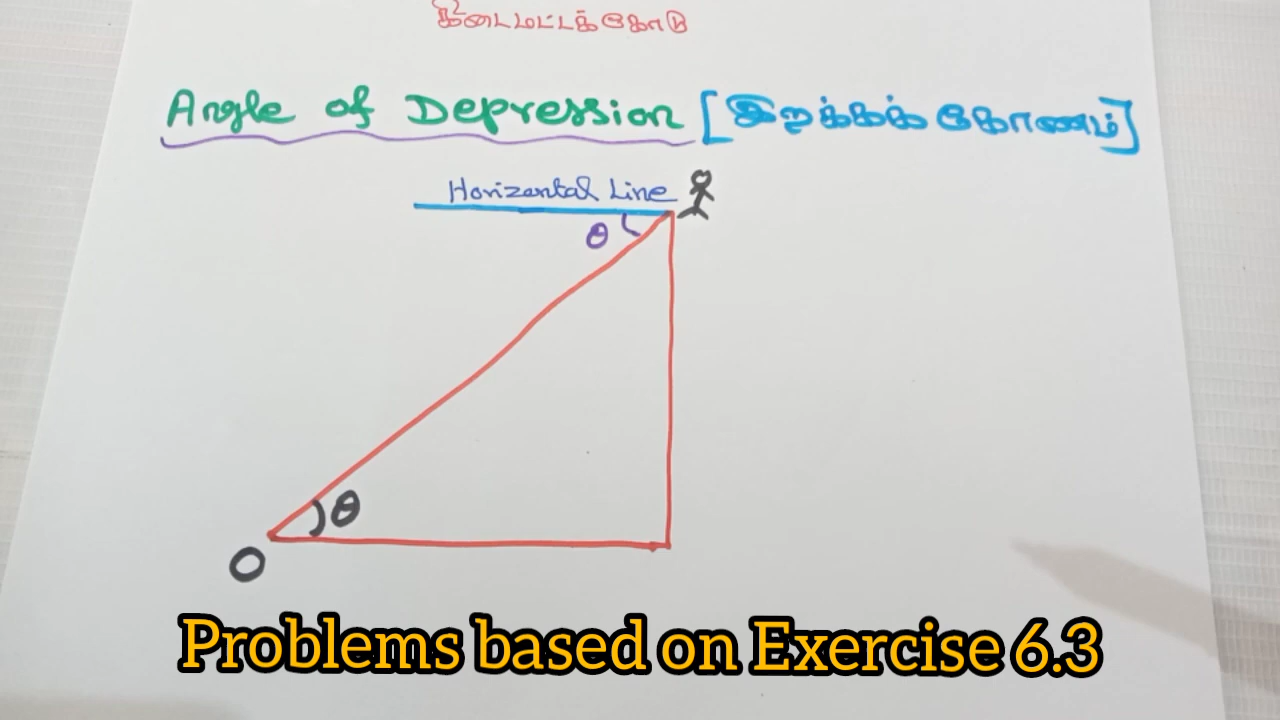 கிடைமட்டக்கோடு
Angle of Depression [இறக்கக் கோணம்]
Horizontal Line
θ
θ
O
Problems based on Exercise 6.3